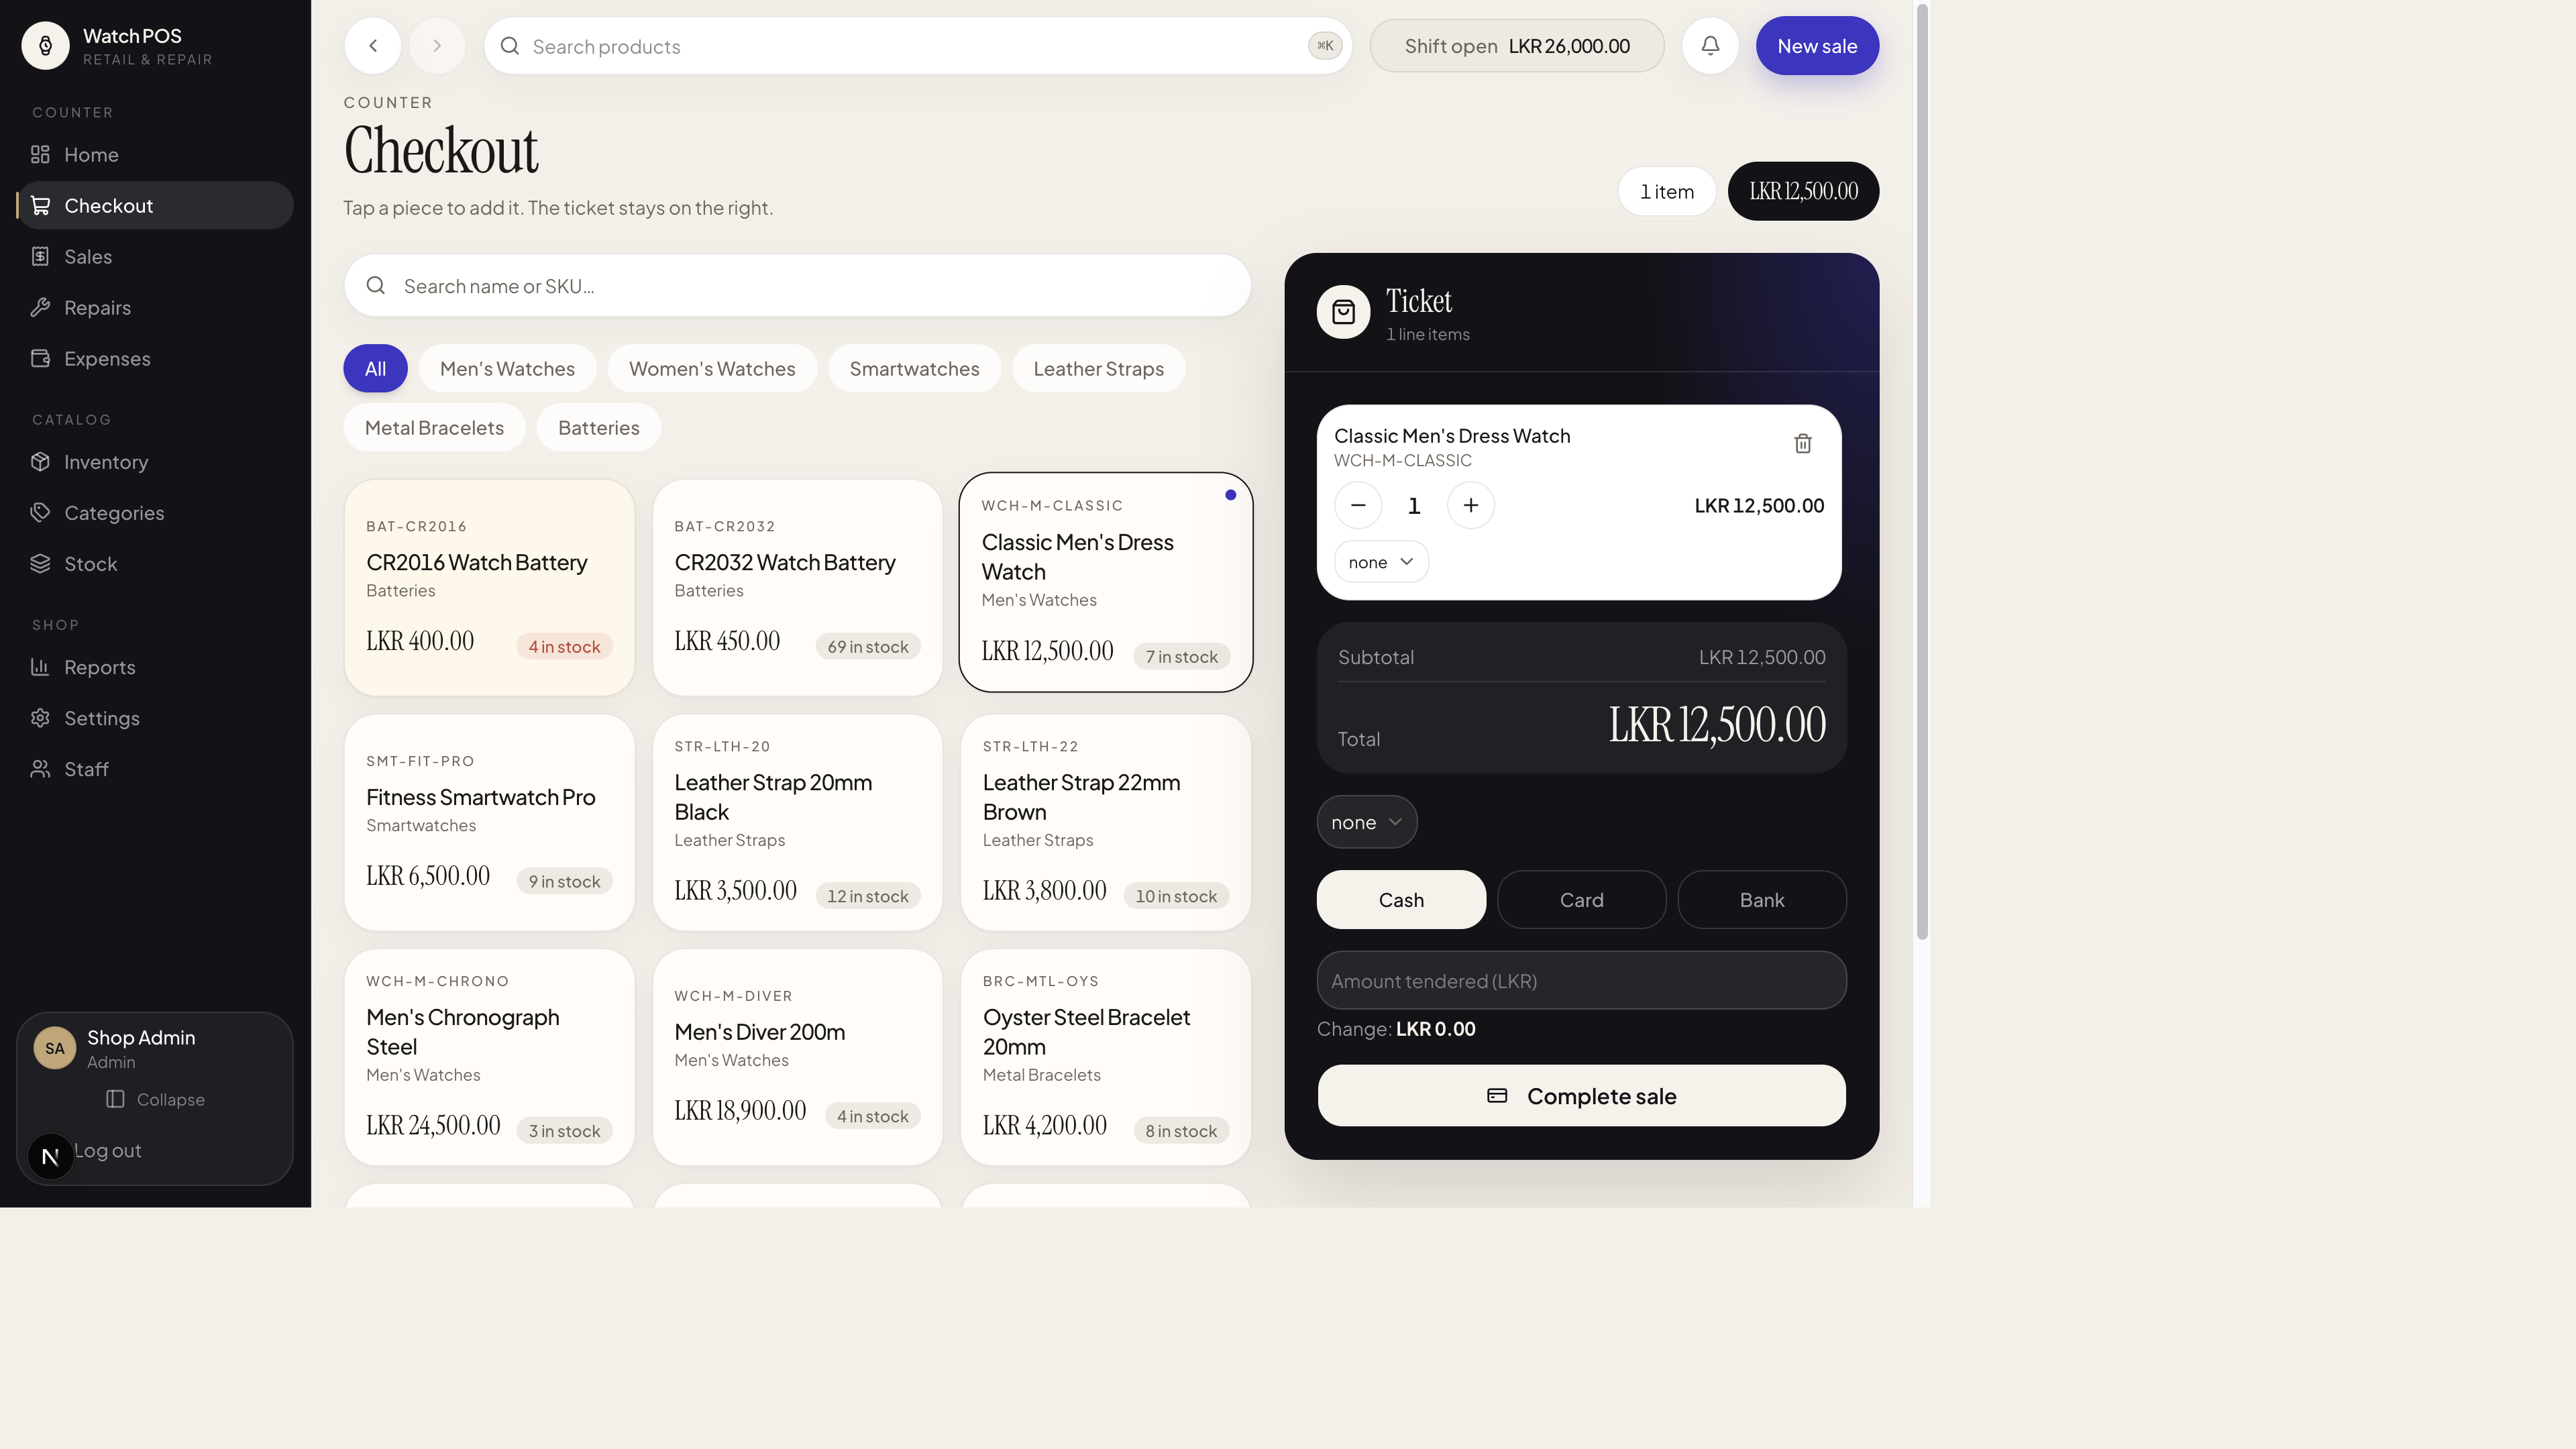 Watch POS
RETAIL & REPAIR
COUNTER
Home
Checkout
Sales
Repairs
Expenses
CATALOG
Inventory
Categories
Stock
SHOP
Reports
Settings
Staff
SA
Shop Admin
Admin
Collapse
N
Log out
Search products
⌘K
Shift open LKR 26,000.00
New sale
COUNTER
Checkout
Tap a piece to add it. The ticket stays on the right.
1 item
LKR 12,500.00
Search name or SKU...
All
Men's Watches
Women's Watches
Smartwatches
Leather Straps
Metal Bracelets
Batteries
BAT-CR2016
CR2016 Watch Battery
Batteries
LKR 400.00
4 in stock
BAT-CR2032
CR2032 Watch Battery
Batteries
LKR 450.00
69 in stock
WCH-M-CLASSIC
Classic Men's Dress
Watch
Men's Watches
LKR 12,500.00
7 in stock
SMT-FIT-PRO
Fitness Smartwatch Pro
Smartwatches
LKR 6,500.00
9 in stock
STR-LTH-20
Leather Strap 20mm
Black
Leather Straps
LKR 3,500.00
12 in stock
STR-LTH-22
Leather Strap 22mm
Brown
Leather Straps
LKR 3,800.00
10 in stock
WCH-M-CHRONO
Men's Chronograph
Steel
Men's Watches
LKR 24,500.00
3 in stock
WCH-M-DIVER
Men's Diver 200m
Men's Watches
LKR 18,900.00
4 in stock
BRC-MTL-OYS
Oyster Steel Bracelet
20mm
Metal Bracelets
LKR 4,200.00
8 in stock
Ticket
1 line items
Classic Men's Dress Watch
WCH-M-CLASSIC
1
LKR 12,500.00
none
Subtotal
LKR 12,500.00
Total
LKR 12,500.00
none
Cash
Card
Bank
Amount tendered (LKR)
Change: LKR 0.00
Complete sale